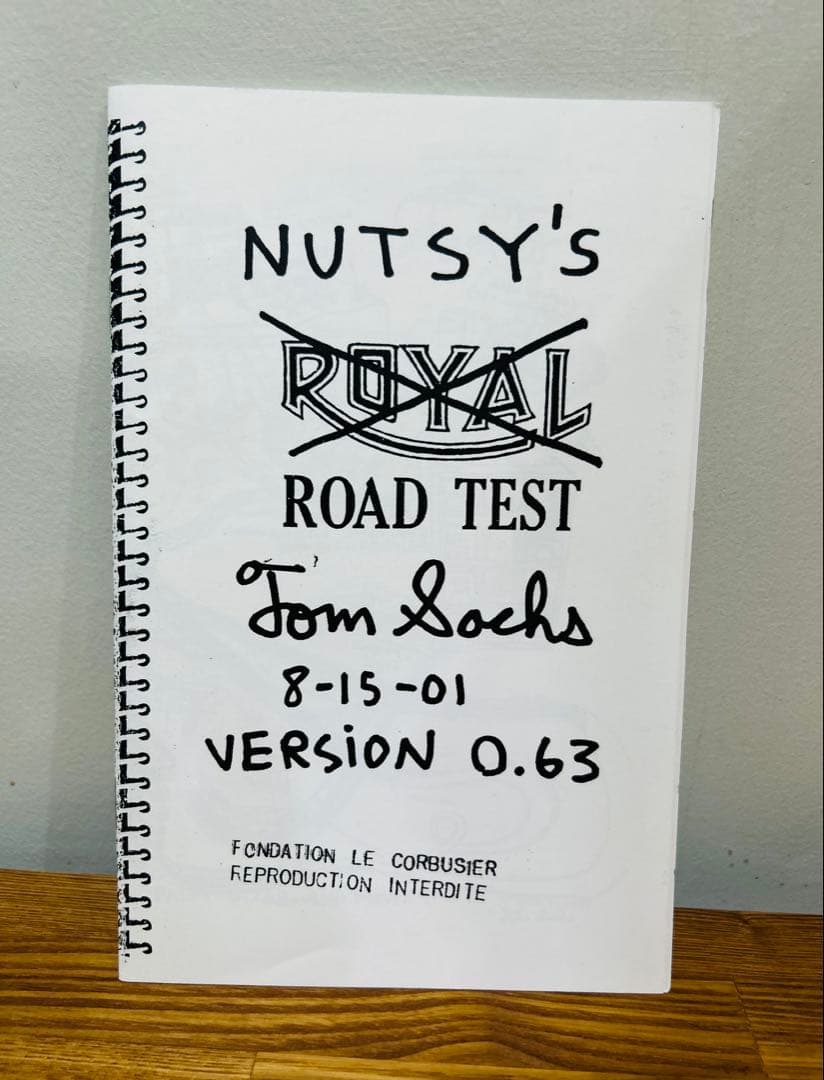 NUTSY'S
ROYAL
ROAD TEST
Tom Sachs
8-15-01
VERSION 0.63
FONDATION LE CORBUSIER
REPRODUCTION INTERDITE